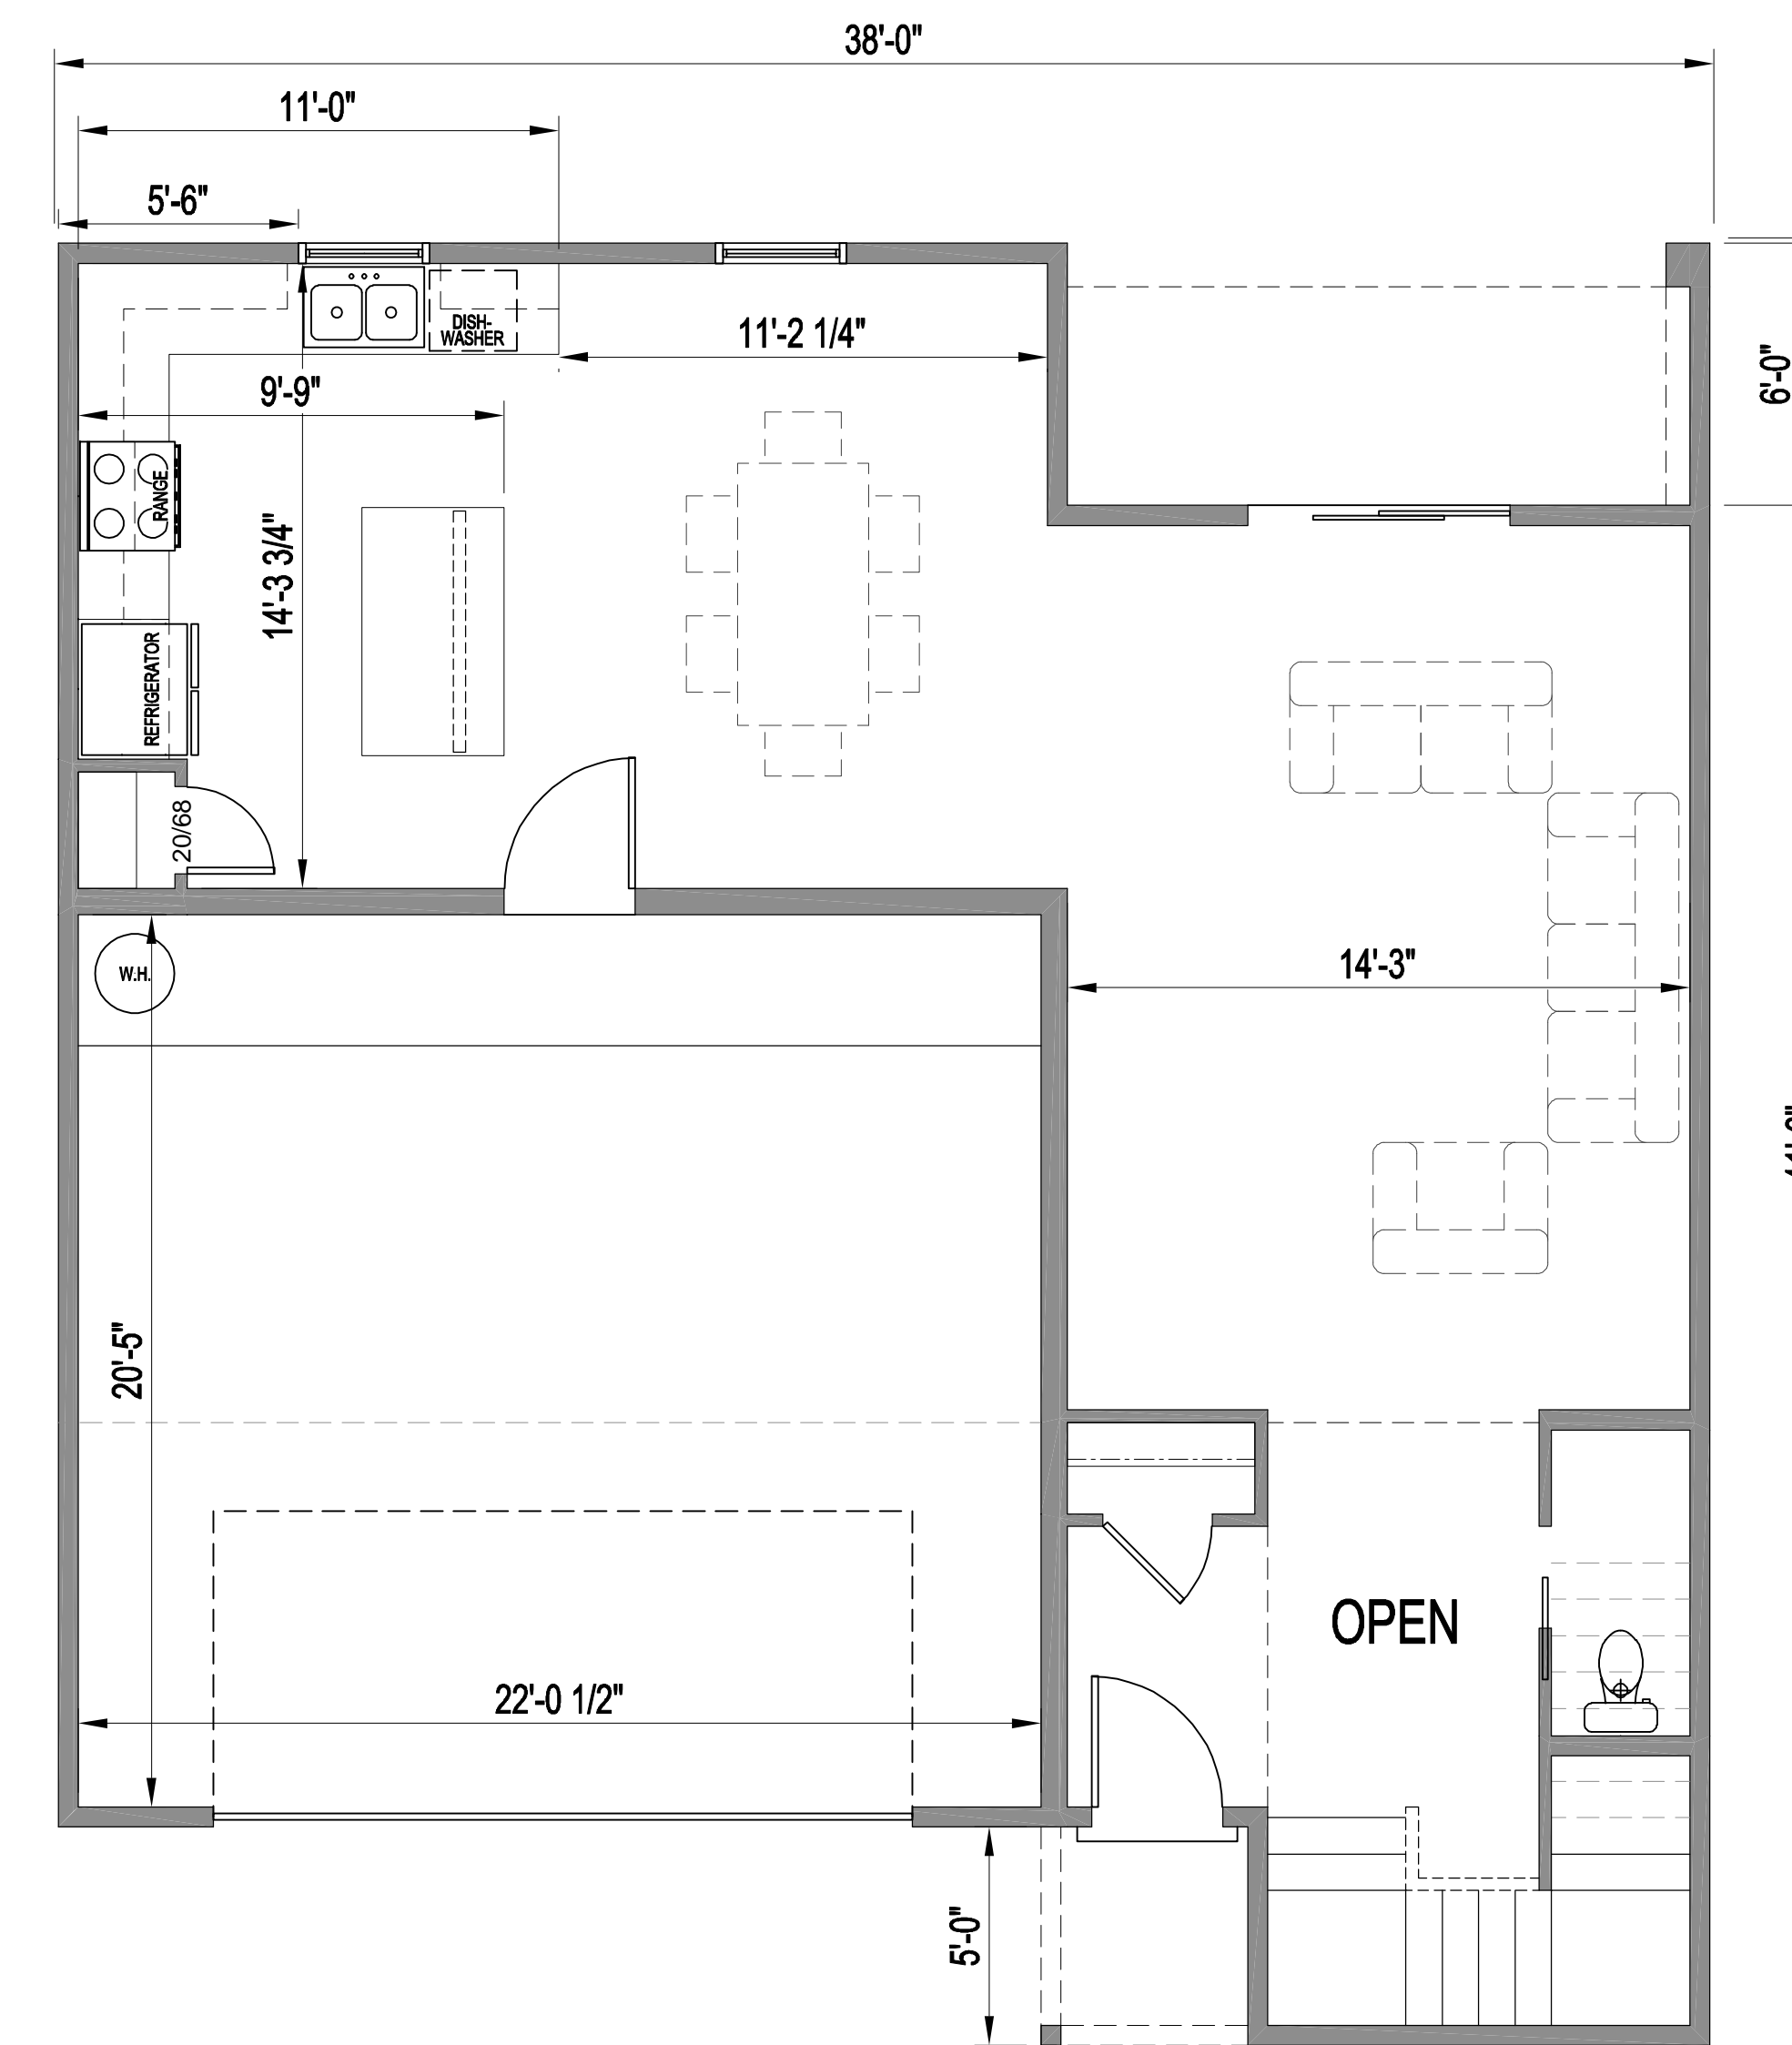 38'-0"
11'-0"
5'-6"
DISH-
WASHER
11'-2 1/4"
6'-0"
9'-9"
RANGE
14'-3 3/4"
REFRIGERATOR
20/68
W.H.
14'-3"
20'-5"
OPEN
22'-0 1/2"
5'-0"